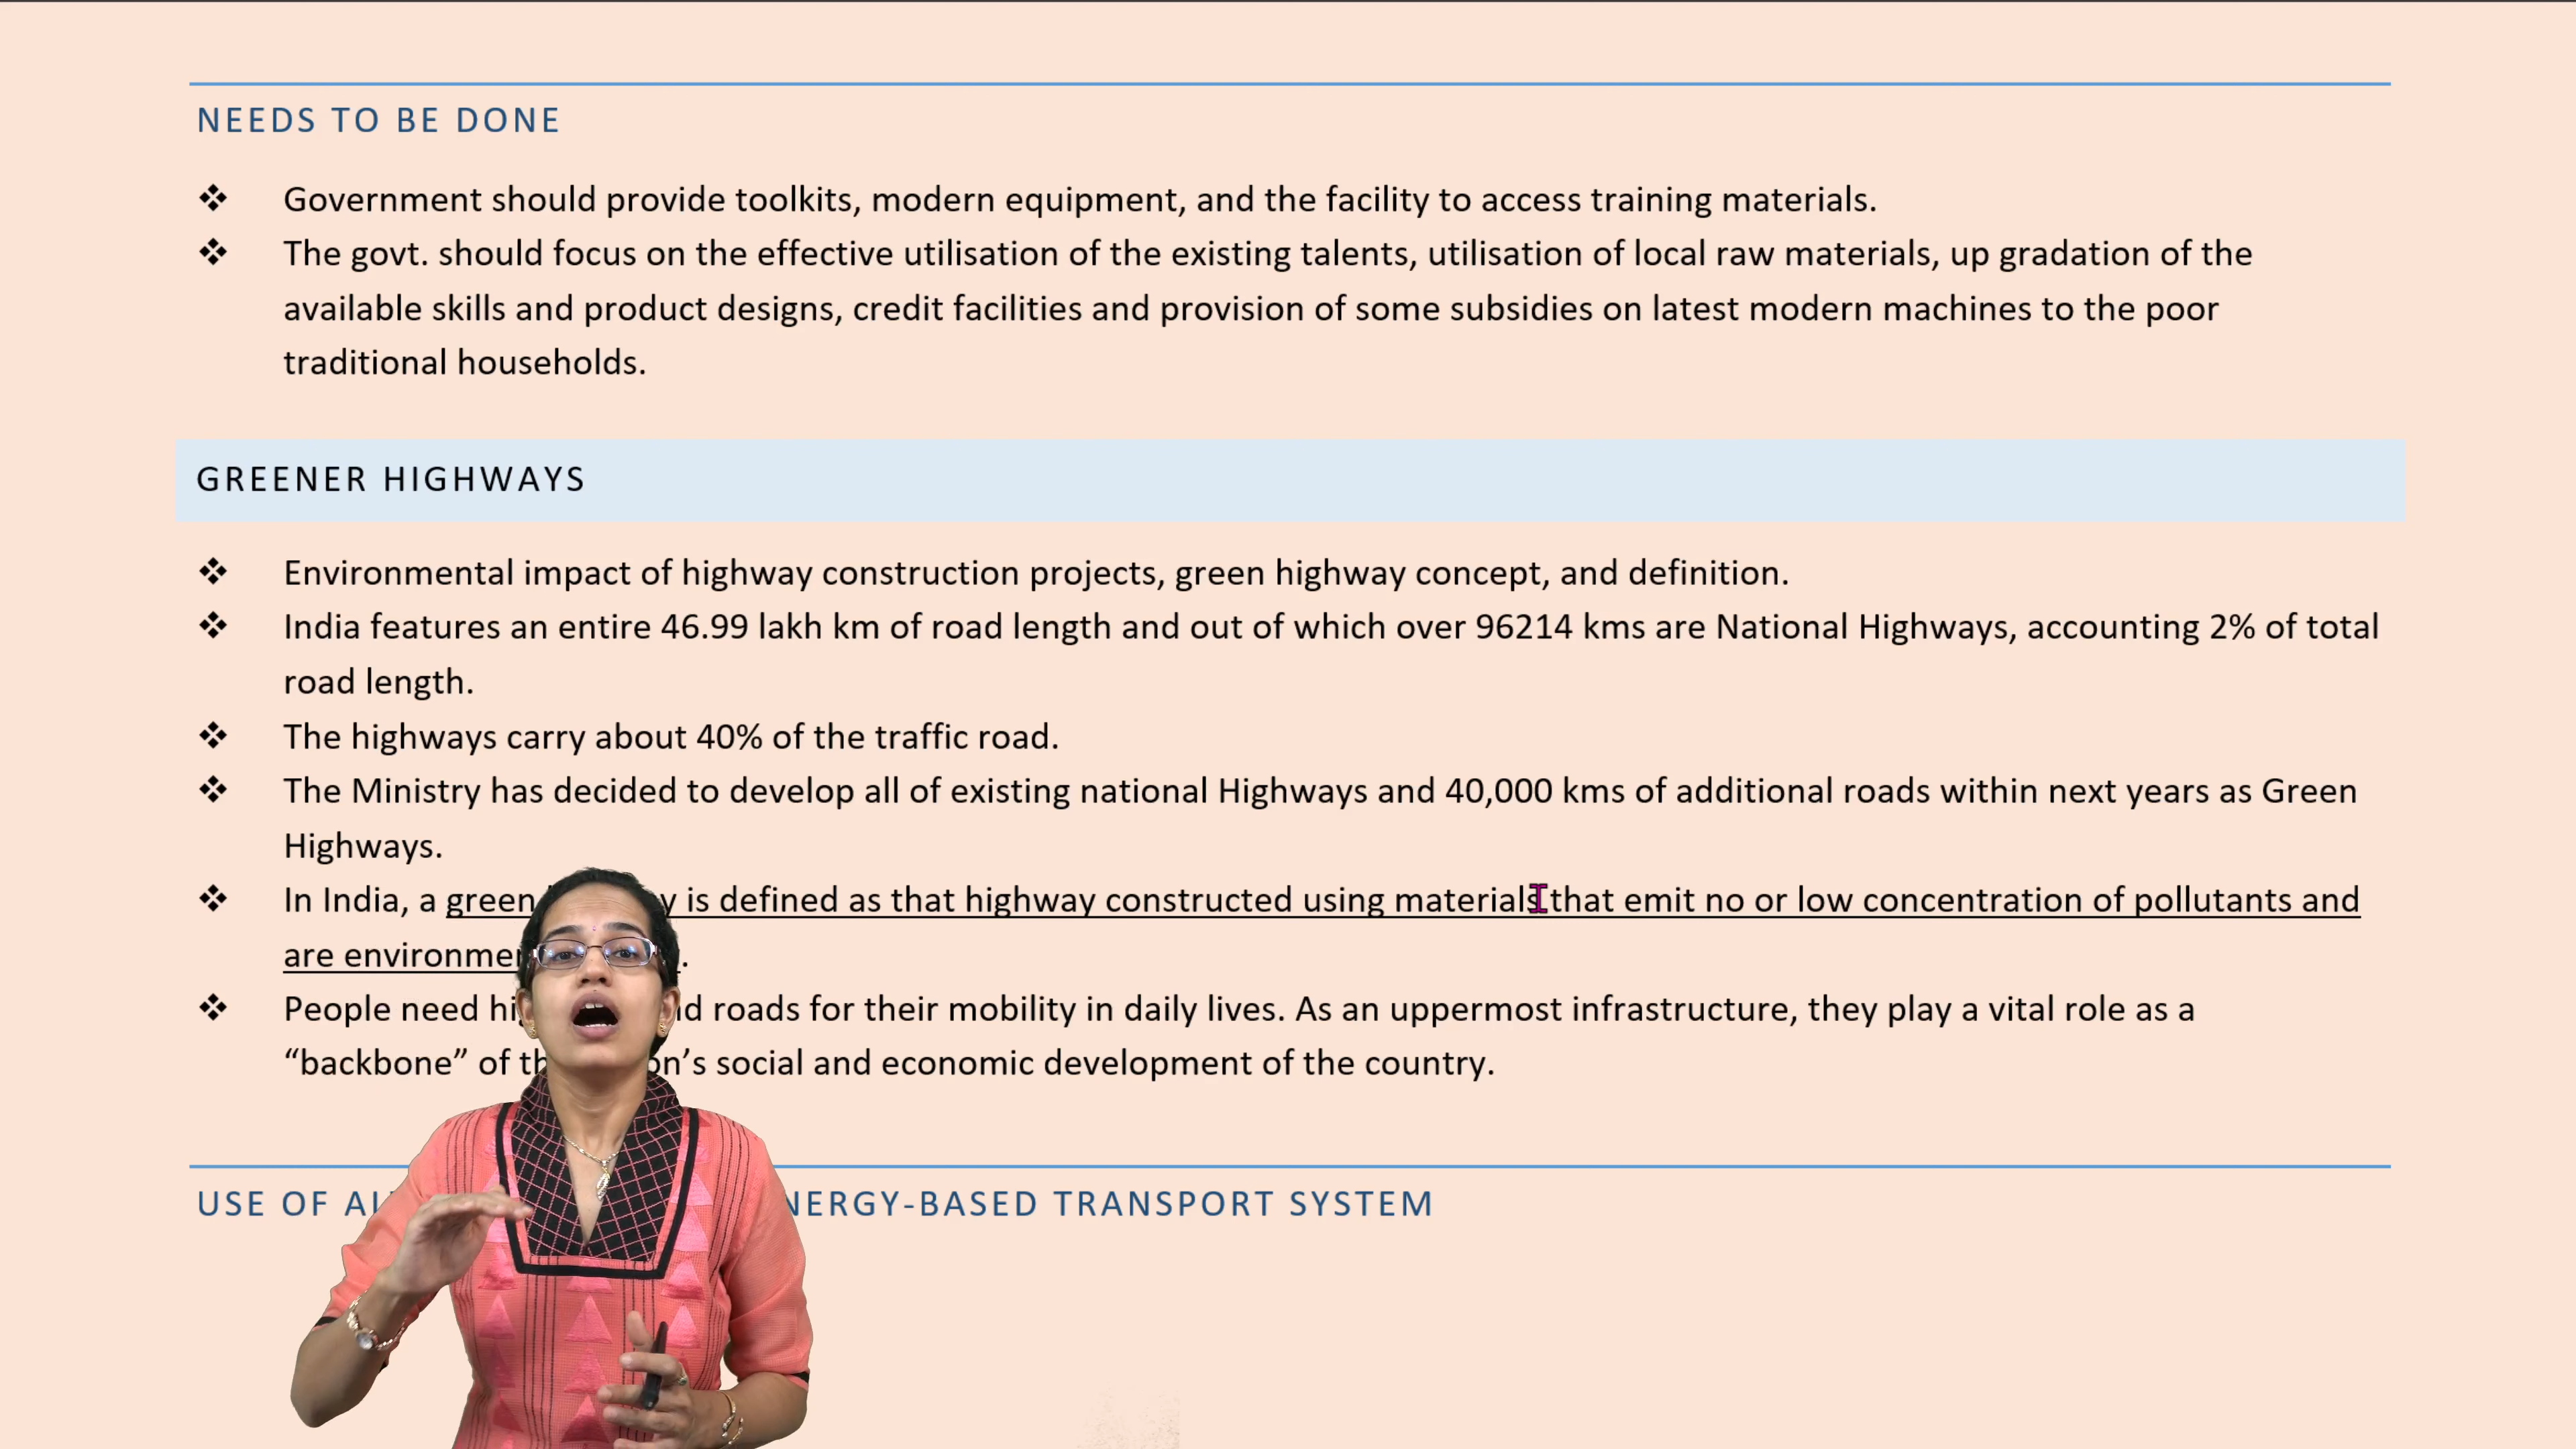 NEEDS TO BE DONE
❖ Government should provide toolkits, modern equipment, and the facility to access training materials.
❖ The govt. should focus on the effective utilisation of the existing talents, utilisation of local raw materials, up gradation of the
available skills and product designs, credit facilities and provision of some subsidies on latest modern machines to the poor
traditional households.
GREENER HIGHWAYS
❖ Environmental impact of highway construction projects, green highway concept, and definition.
❖ India features an entire 46.99 lakh km of road length and out of which over 96214 kms are National Highways, accounting 2% of total
road length.
❖ The highways carry about 40% of the traffic road.
❖ The Ministry has decided to develop all of existing national Highways and 40,000 kms of additional roads within next years as Green
Highways.
❖ In India, a green is defined as that highway constructed using materials that emit no or low concentration of pollutants and
are
❖ People need roads for their mobility in daily lives. As an uppermost infrastructure, they play a vital role as a
“backbone” of social and economic development of the country.
USE OF TRANSPORT SYSTEM